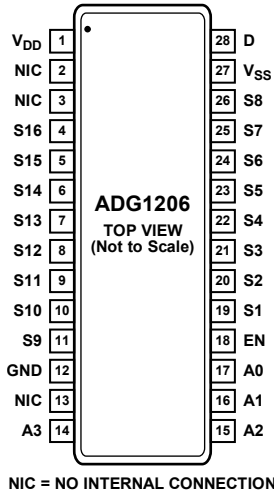 VDD 1 28 D
NIC 2 27 VSS
NIC 3 26 S8
S16 4 25 S7
S15 5 24 S6
S14 6 23 S5
S13 7 ADG1206 22 S4
TOP VIEW
S12 8 (Not to Scale) 21 S3
S11 9 20 S2
S10 10 19 S1
S9 11 18 EN
GND 12 17 A0
NIC 13 16 A1
A3 14 15 A2
NIC = NO INTERNAL CONNECTION